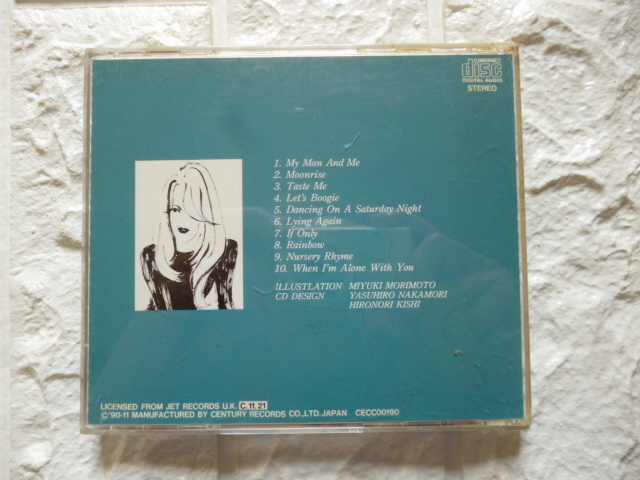 COMPACT
disc
DIGITAL AUDIO
STEREO
1. My Man And Me
2. Moonrise
3. Taste Me
4. Let's Boogie
5. Dancing On A Saturday Night
6. Lying Again
7. If Only
8. Rainbow
9. Nursery Rhyme
10. When I'm Alone With You
ILLUSTLATION MIYUKI MORIMOTO
CD DESIGN YASUHIRO NAKAMORI
HIRONORI KISHI
LICENSED FROM JET RECORDS U.K. C.11.21
©'90-11 MANUFACTURED BY CENTURY RECORDS CO.,LTD. JAPAN CECC00190